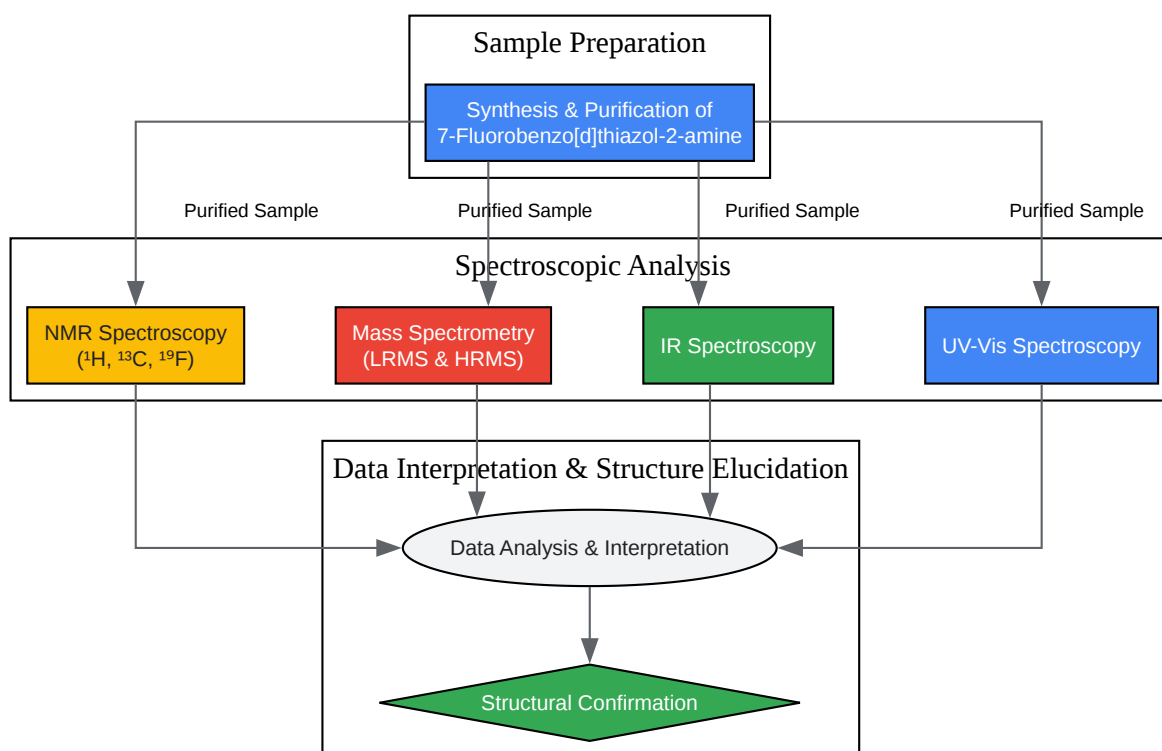 Sample Preparation
Synthesis & Purification of
7-Fluorobenzo[d]thiazol-2-amine
Purified Sample
Purified Sample
Purified Sample
Purified Sample
Spectroscopic Analysis
NMR Spectroscopy
(¹H, ¹³C, ¹⁹F)
Mass Spectrometry
(LRMS & HRMS)
IR Spectroscopy
UV-Vis Spectroscopy
Data Interpretation & Structure Elucidation
Data Analysis & Interpretation
Structural Confirmation